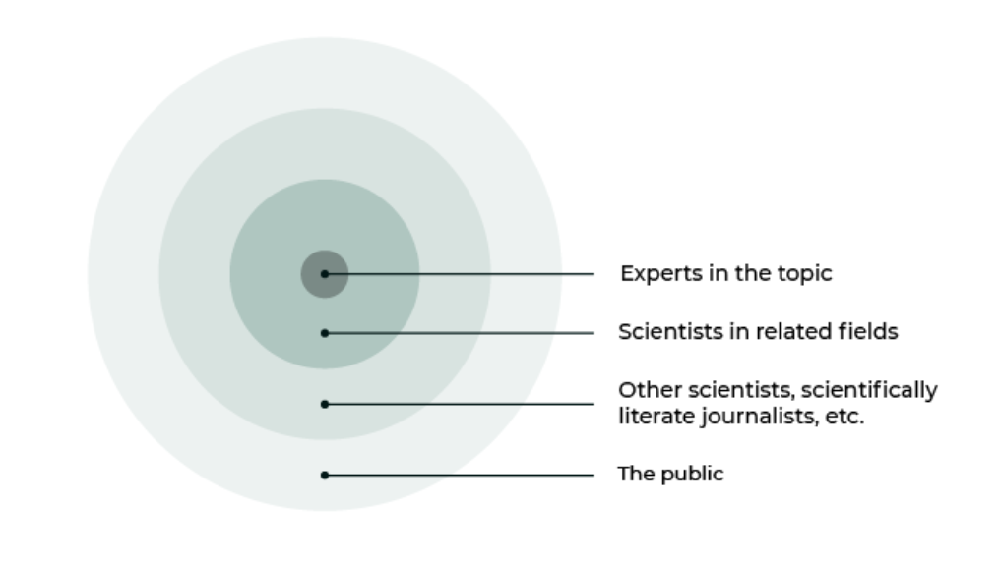 Experts in the topic
Scientists in related fields
Other scientists, scientifically
literate journalists, etc.
The public